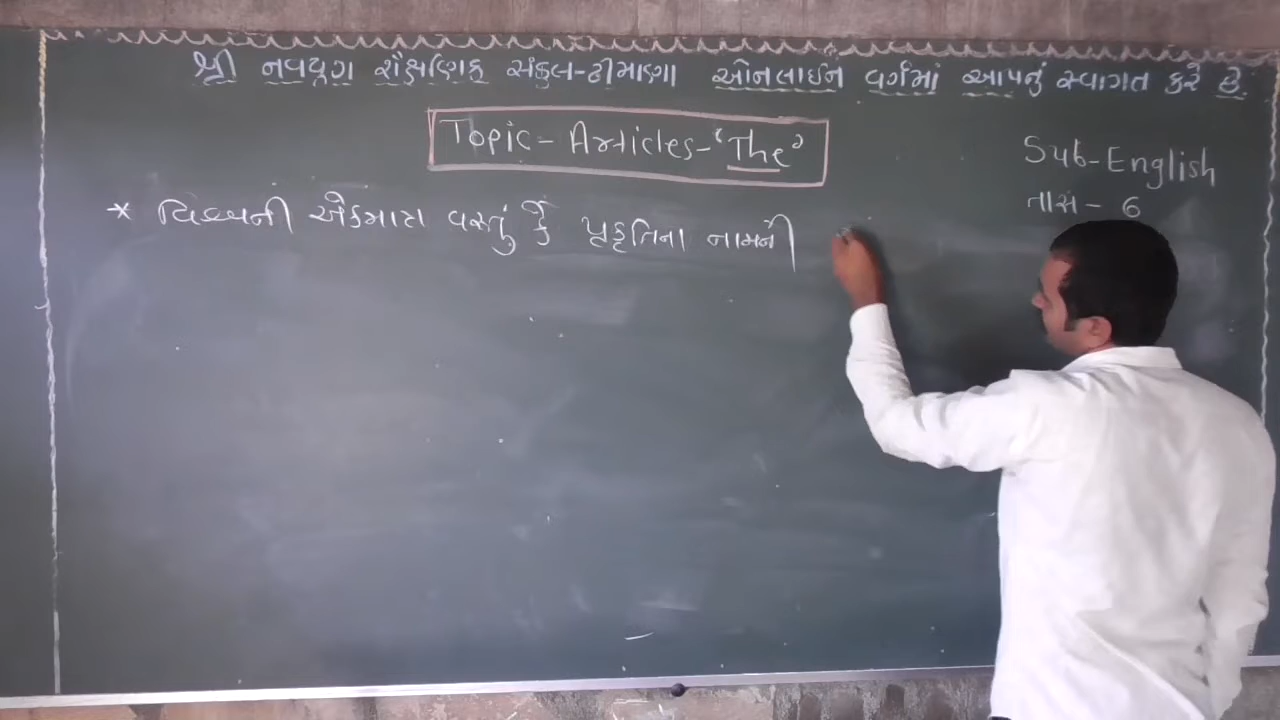 શ્રી નવયુગ શૈક્ષણિક સંકુલ-ઢીમાણા ઓનલાઈન વર્ગમાં આપનું સ્વાગત કરે છે.
Topic - Articles - ‘The’
Sub - English
તાસ - 6
* વિશ્વની એકમાત્ર વસ્તું કે પ્રકૃતિના નામની